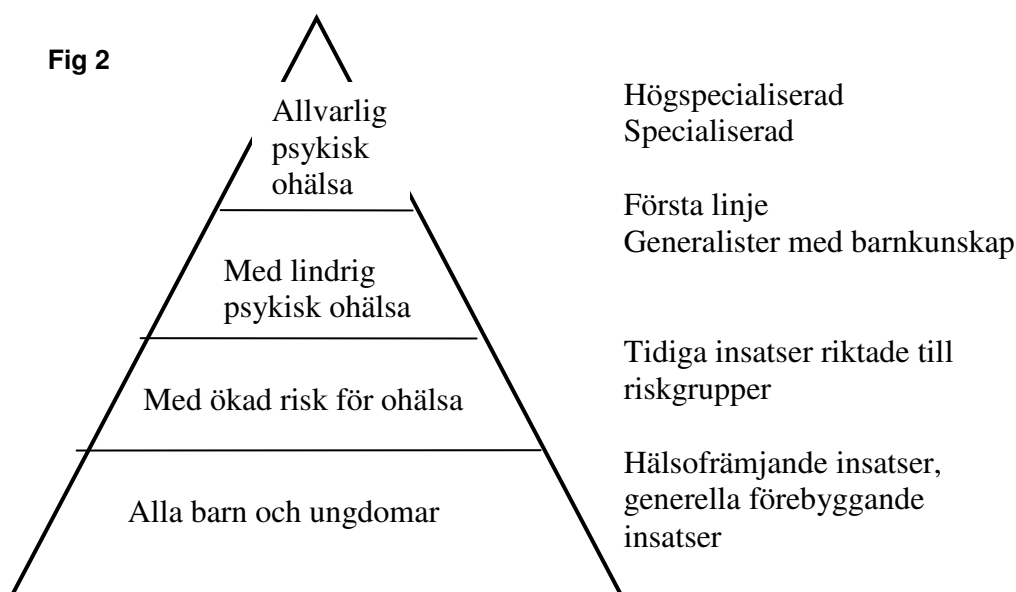 Fig 2
Allvarlig
psykisk
ohälsa
Högspecialiserad
Specialiserad
Med lindrig
psykisk ohälsa
Första linje
Generalister med barnkunskap
Med ökad risk för ohälsa
Tidiga insatser riktade till
riskgrupper
Alla barn och ungdomar
Hälsofrämjande insatser,
generella förebyggande
insatser